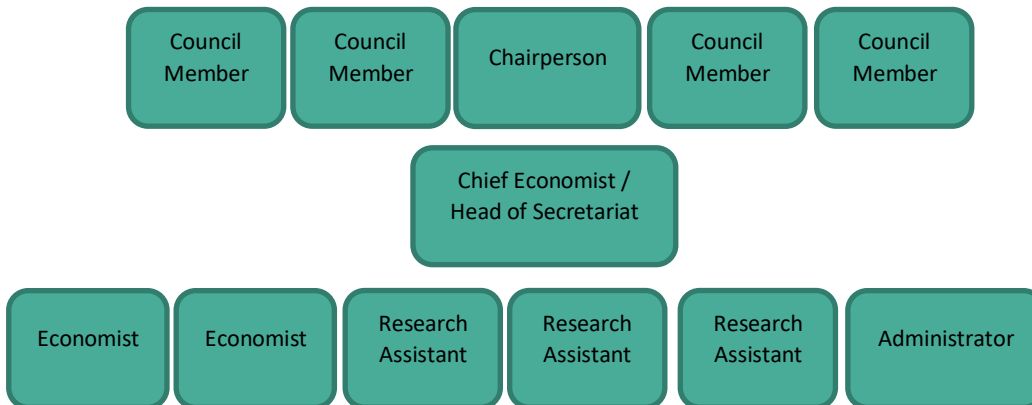 Council
Member
Council
Member
Chairperson
Council
Member
Council
Member
Chief Economist /
Head of Secretariat
Economist
Economist
Research
Assistant
Research
Assistant
Research
Assistant
Administrator